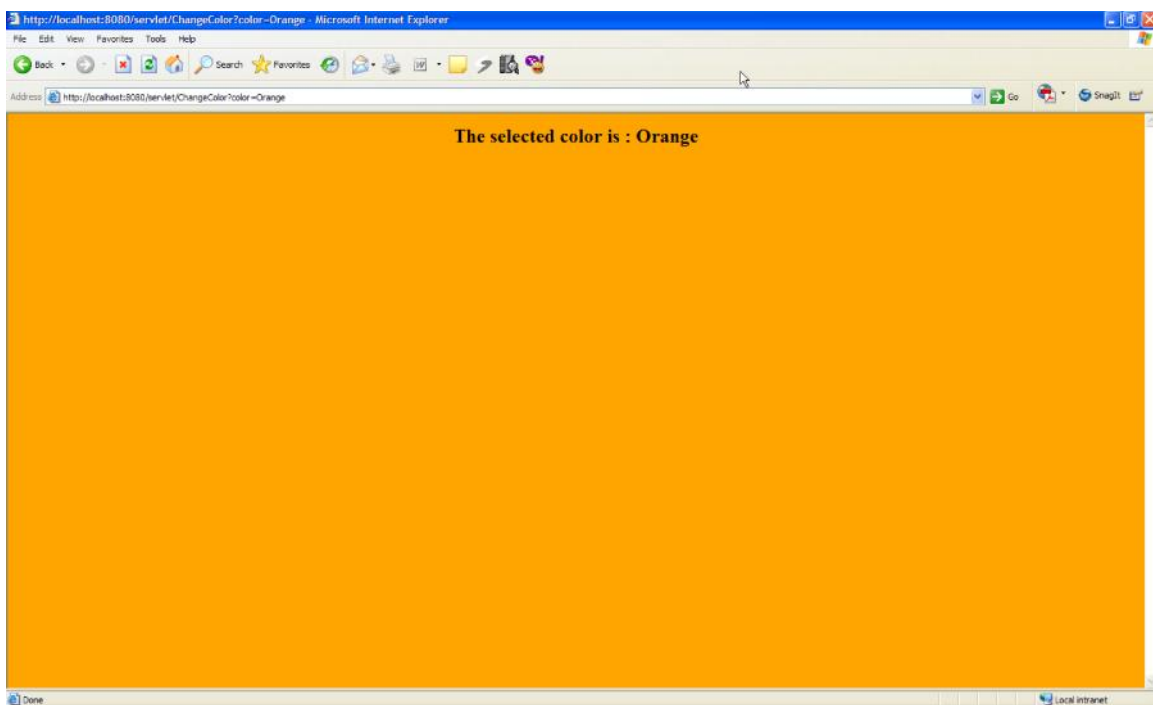 http://localhost:8080/servlet/ChangeColor?color=Orange - Microsoft Internet Explorer
File Edit View Favorites Tools Help
Back Search Favorites
Address http://localhost:8080/servlet/ChangeColor?color=Orange Go SnagIt
The selected color is : Orange
Done Local intranet